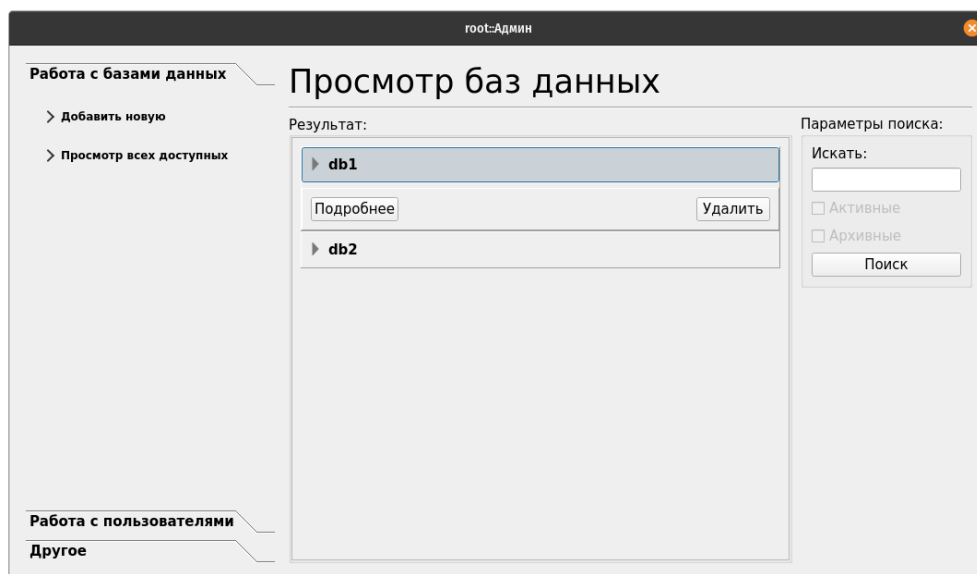 root::Админ
Работа с базами данных
Добавить новую
Просмотр всех доступных
Работа с пользователями
Другое
Просмотр баз данных
Результат:
db1
Подробнее
Удалить
db2
Параметры поиска:
Искать:
Активные
Архивные
Поиск